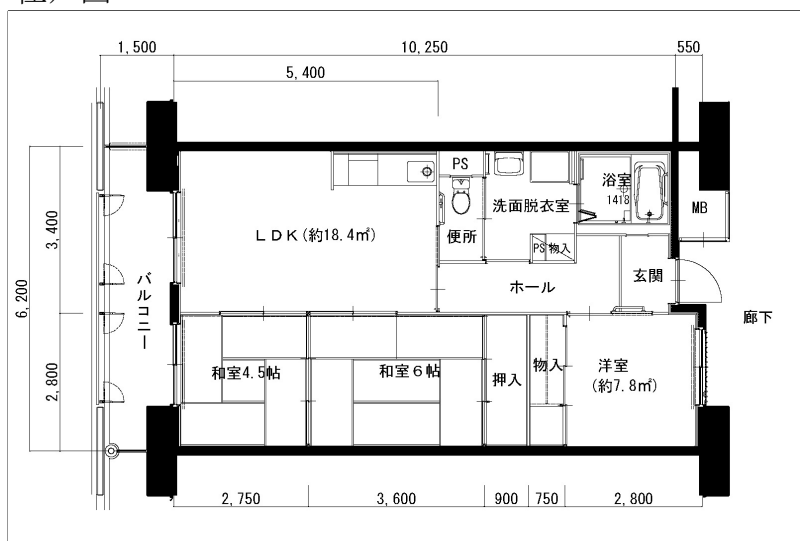 1,500
10,250
550
5,400
PS
浴室
1418
洗面脱衣室
MB
便所
LDK(約18.4㎡)
PS
物入
3,400
6,200
バルコニー
ホール
玄関
廊下
2,800
和室4.5帖
和室6帖
押入
物入
洋室
(約7.8㎡)
2,750
3,600
900
750
2,800